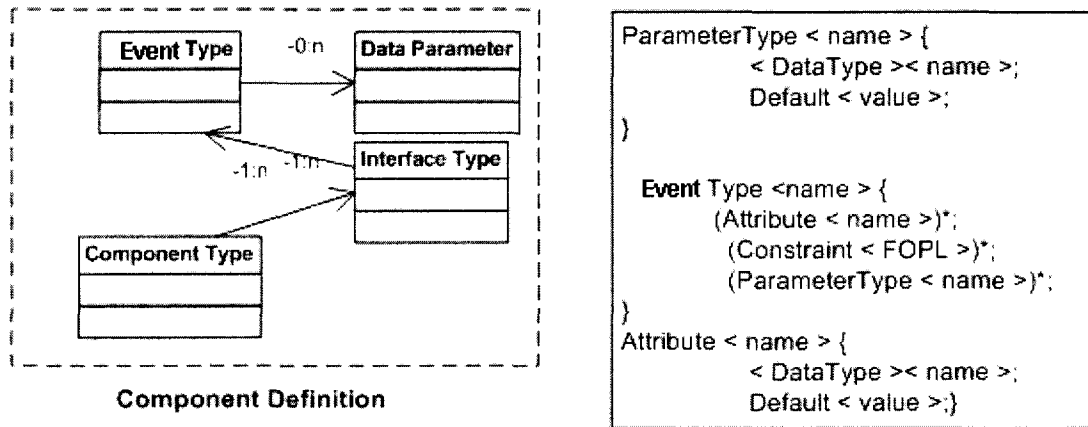 Event Type
-0:n
Data Parameter
-1:n
-1:n
Interface Type
Component Type
Component Definition
ParameterType < name > {
< DataType >< name >;
Default < value >;
}
Event Type <name > {
(Attribute < name >)*;
(Constraint < FOPL >)*;
(ParameterType < name >)*;
}
Attribute < name > {
< DataType >< name >;
Default < value >;}